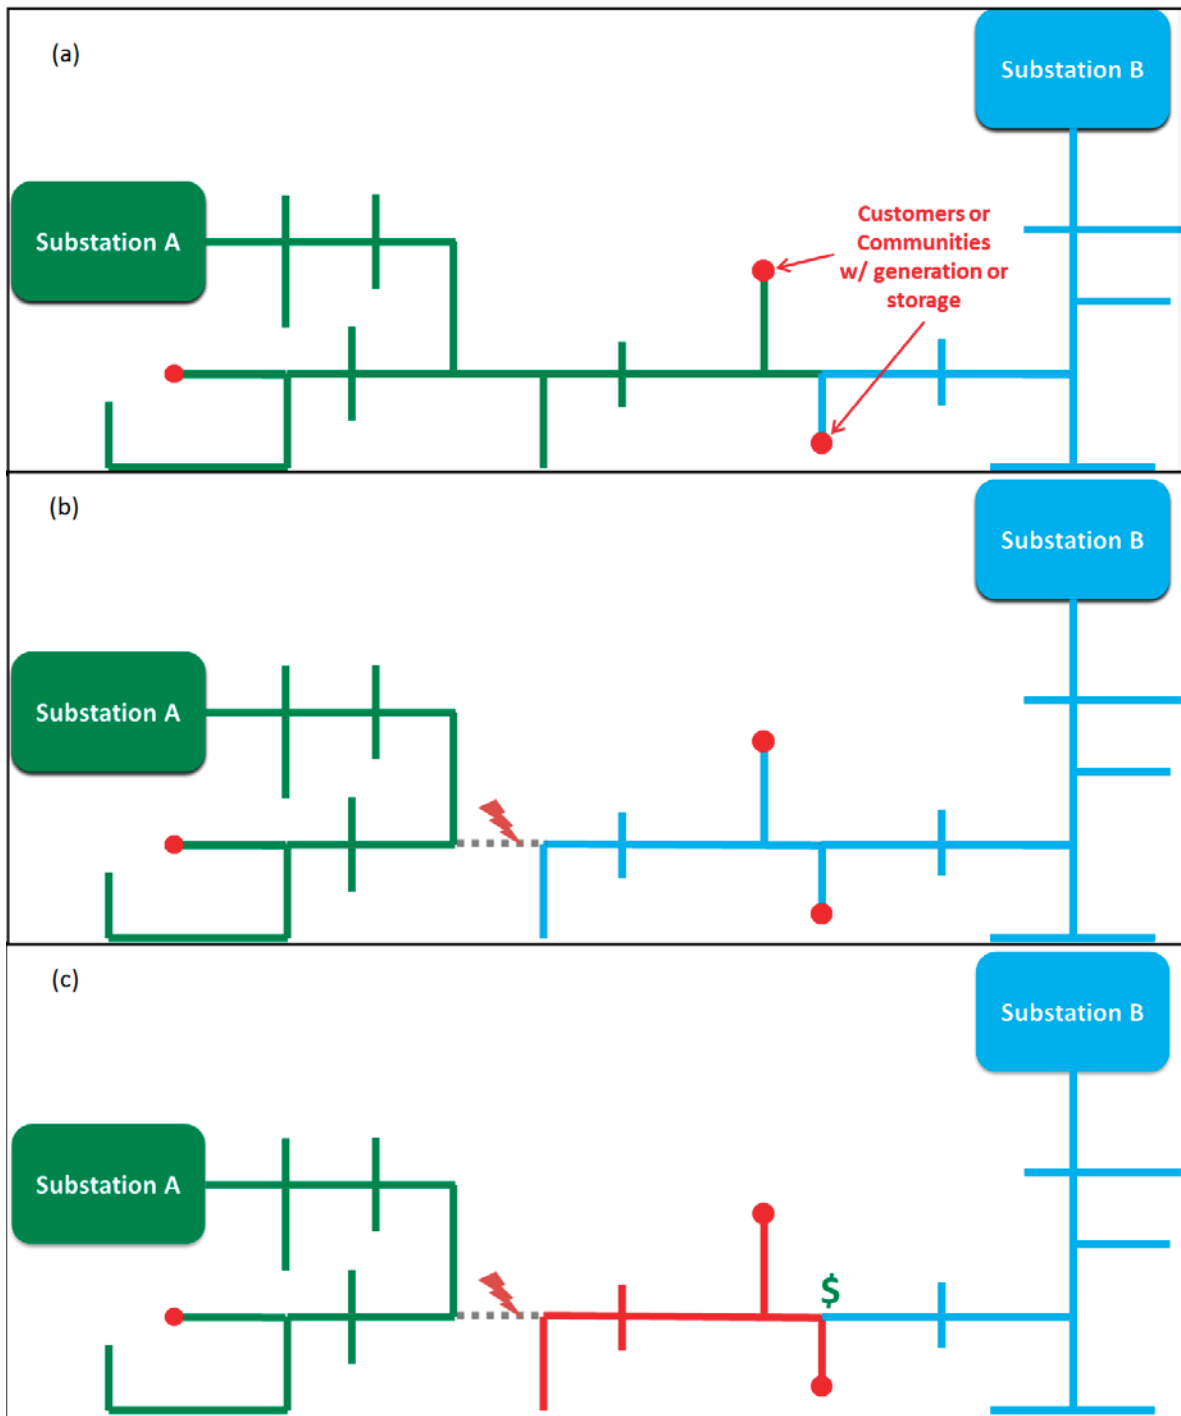 (a)
Substation B
Substation A
Customers or
Communities
w/ generation or
storage
(b)
Substation B
Substation A
(c)
Substation B
Substation A
$